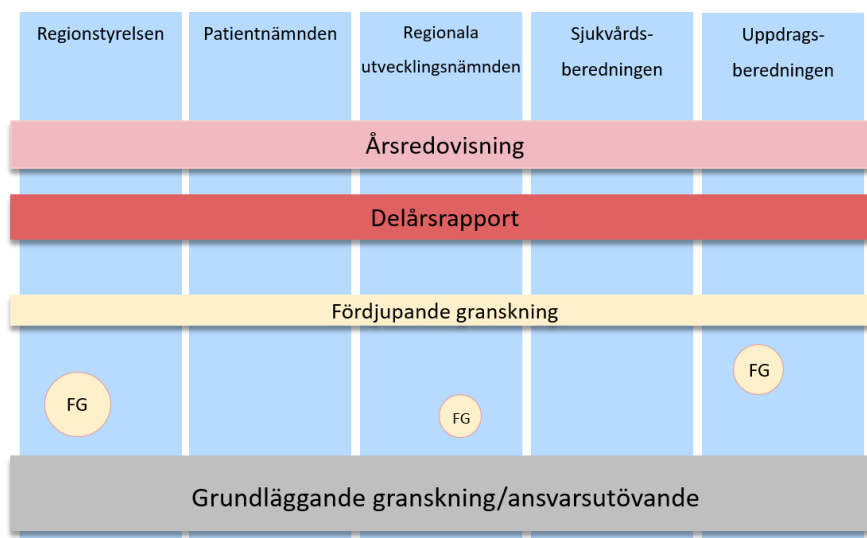 Regionstyrelsen
Patientnämnden
Regionala
utvecklingsnämnden
Sjukvårds-
beredningen
Uppdrags-
beredningen
Årsredovisning
Delårsrapport
Fördjupande granskning
FG
FG
FG
Grundläggande granskning/ansvarsutövande